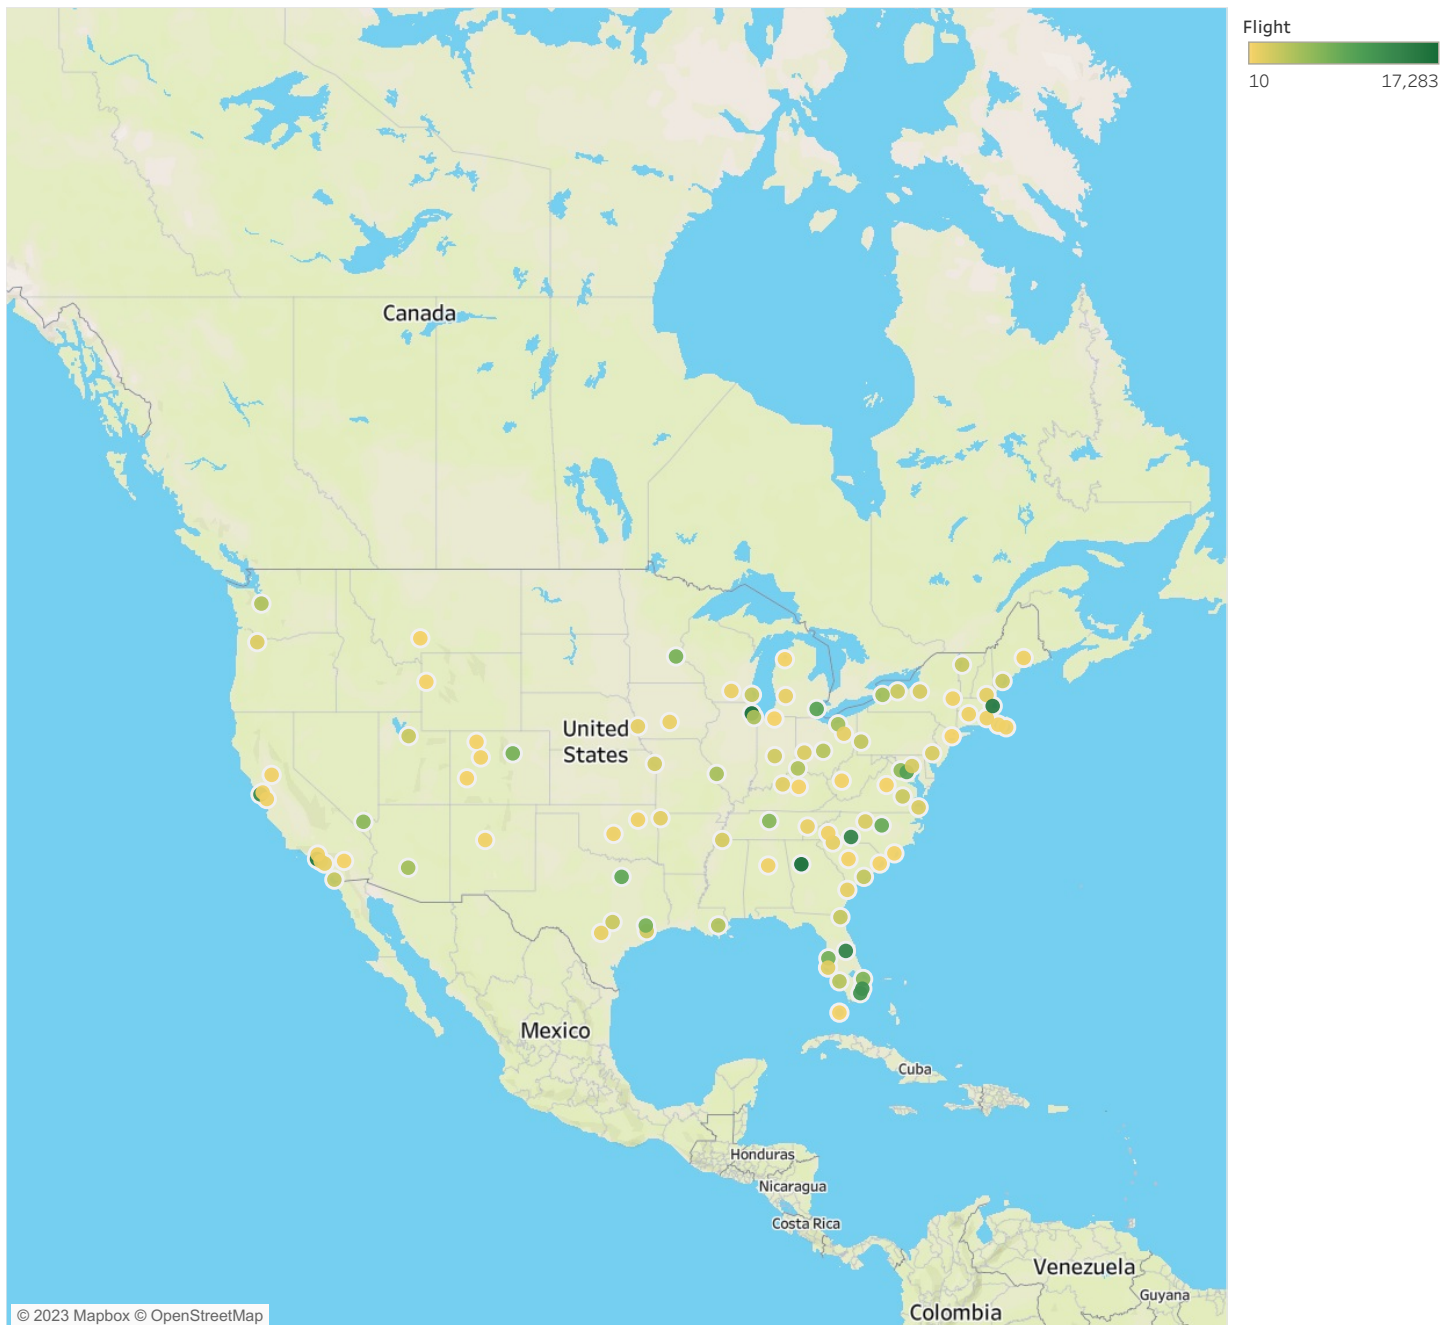 Flight
10 17,283
Canada
United
States
Mexico
Cuba
Honduras
Nicaragua
Costa Rica
Venezuela
Guyana
Colombia
© 2023 Mapbox © OpenStreetMap